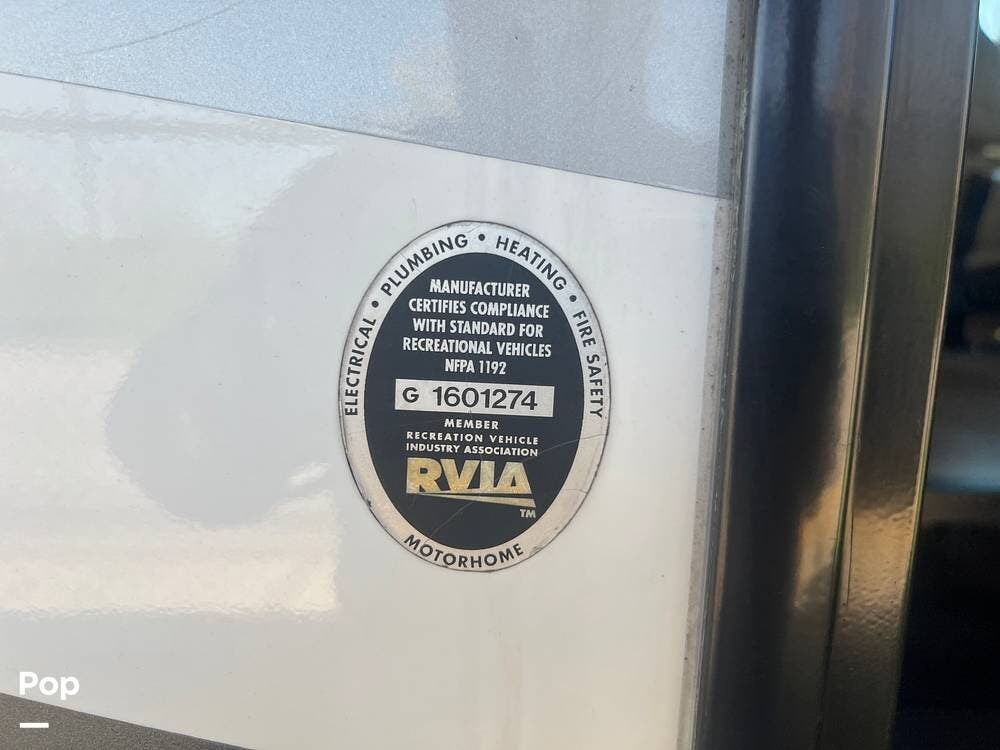 ELECTRICAL • PLUMBING • HEATING • FIRE SAFETY
MANUFACTURER
CERTIFIES COMPLIANCE
WITH STANDARD FOR
RECREATIONAL VEHICLES
NFPA 1192
G 1601274
MEMBER
RECREATION VEHICLE
INDUSTRY ASSOCIATION
RVIA
TM
MOTORHOME
Pop